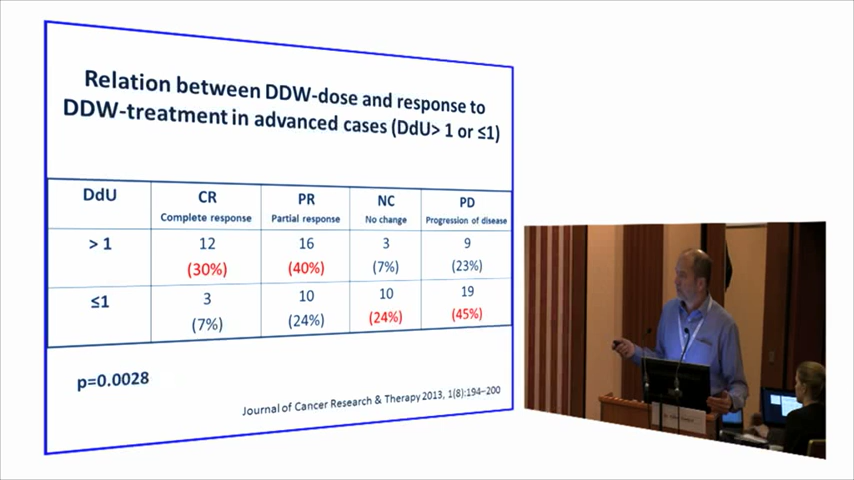 Relation between DDW-dose and response to
DDW-treatment in advanced cases (DdU> 1 or ≤1)
DdU CR PR NC PD
Complete response Partial response No change Progression of disease
> 1 12 16 3 9
(30%) (40%) (7%) (23%)
≤1 3 10 10 19
(7%) (24%) (24%) (45%)
p=0.0028
Journal of Cancer Research & Therapy 2013, 1(8):194–200